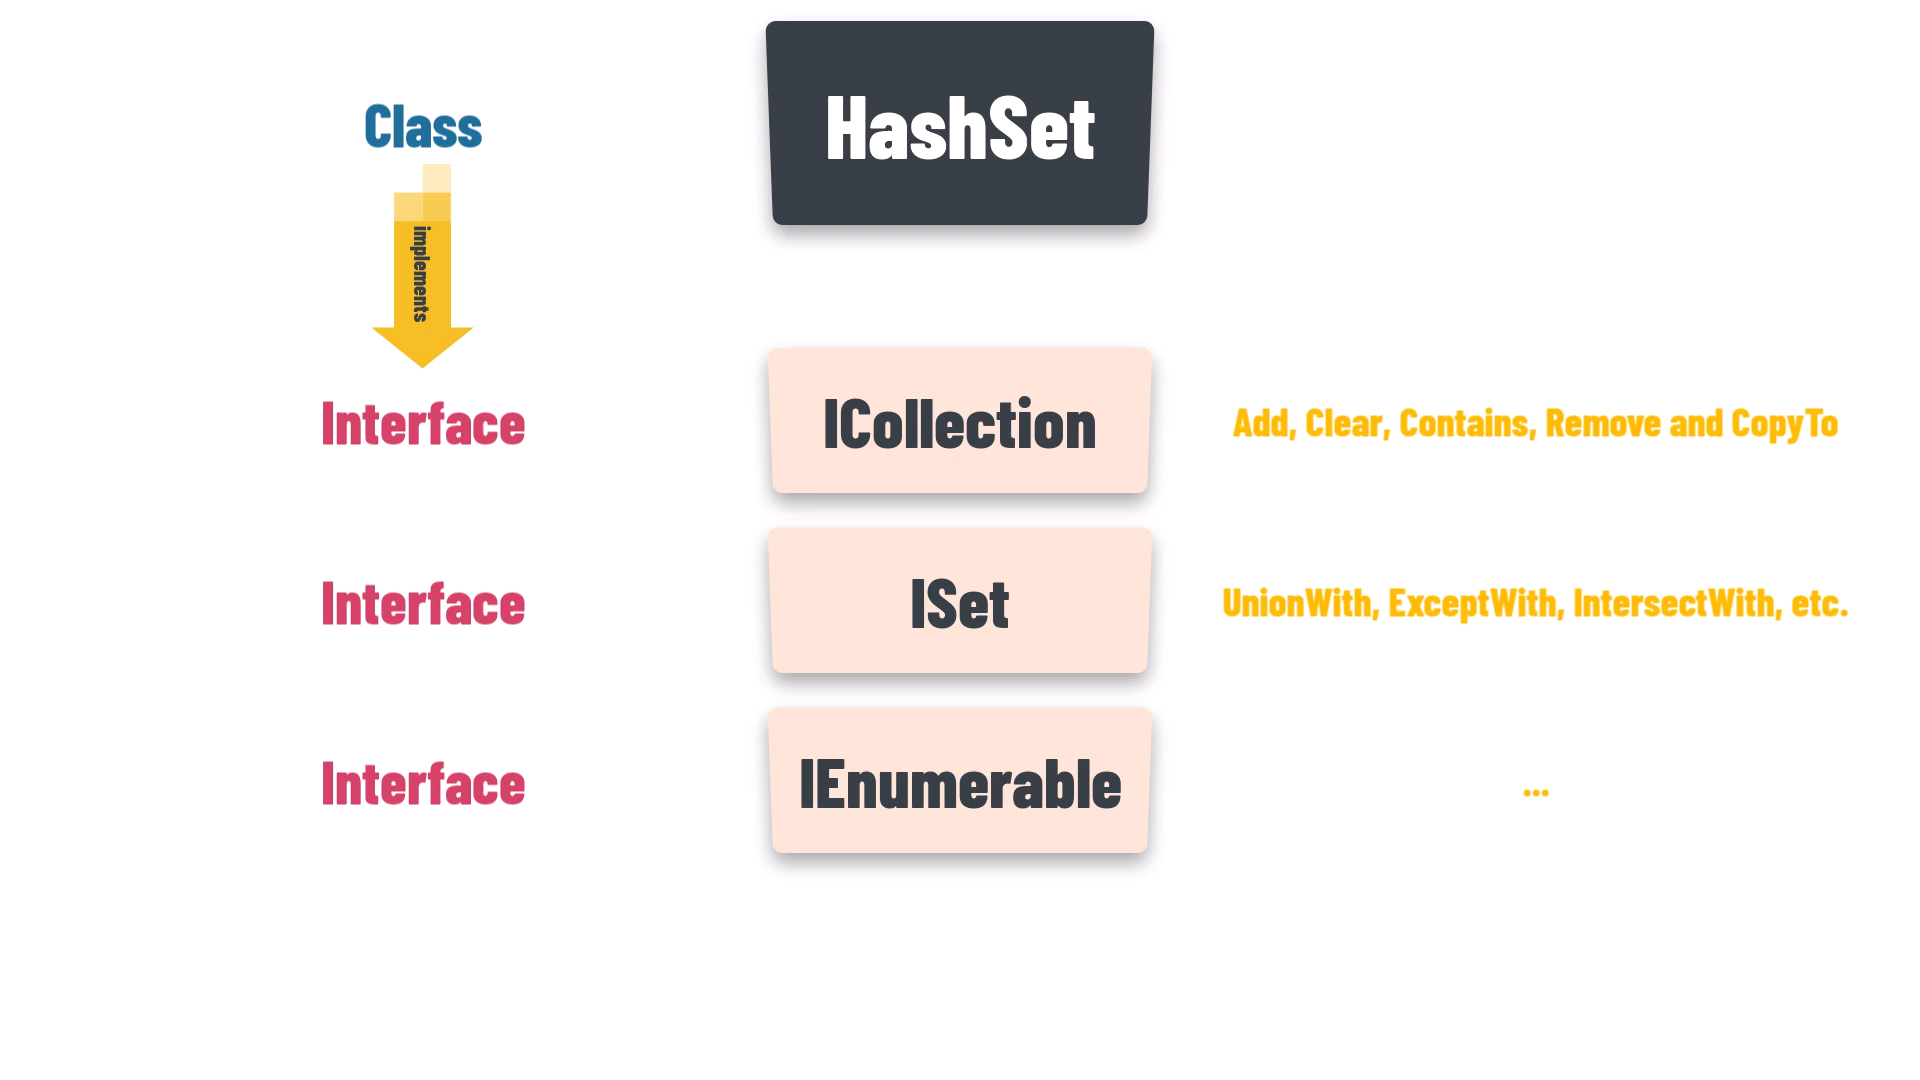 HashSet
Class
implements
Interface
ICollection
Add, Clear, Contains, Remove and CopyTo
Interface
ISet
UnionWith, ExceptWith, IntersectWith, etc.
Interface
IEnumerable
...